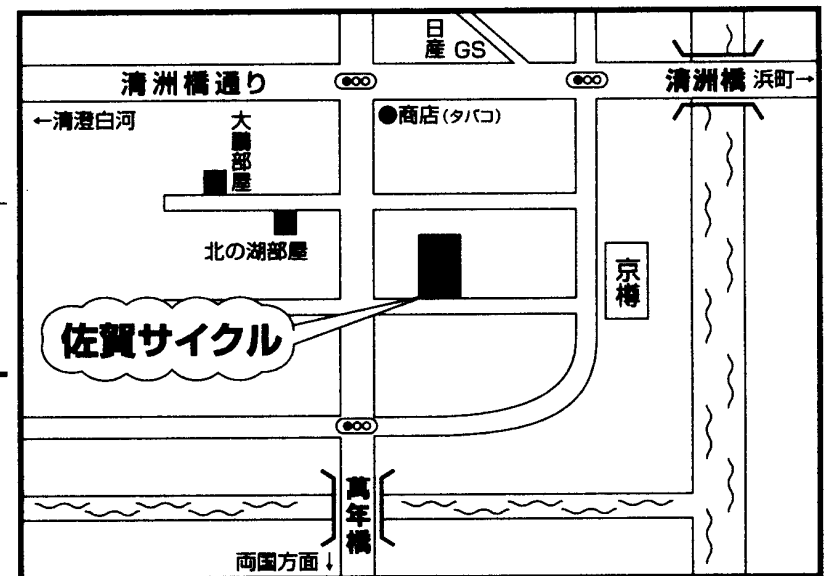 日産 GS
清洲橋通り
清洲橋
浜町→
←清澄白河
大鵬部屋
●商店(タバコ)
北の湖部屋
京樽
佐賀サイクル
萬年橋
両国方面↓